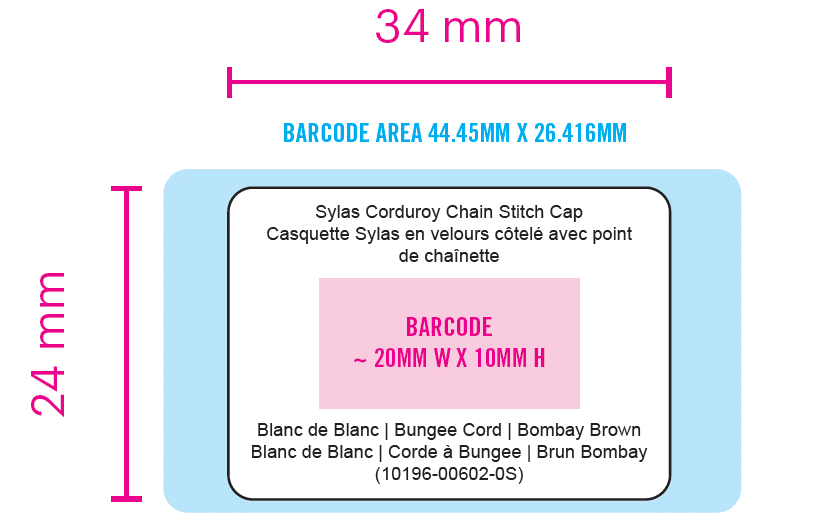 34 mm
BARCODE AREA 44.45MM X 26.416MM
24 mm
Sylas Corduroy Chain Stitch Cap
Casquette Sylas en velours côtelé avec point
de chaînette
BARCODE
~ 20MM W X 10MM H
Blanc de Blanc | Bungee Cord | Bombay Brown
Blanc de Blanc | Corde à Bungee | Brun Bombay
(10196-00602-0S)